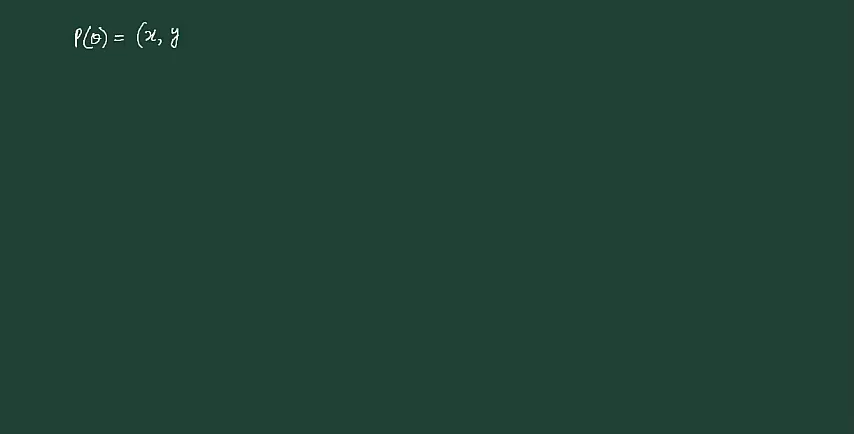 P(θ) = (x, y